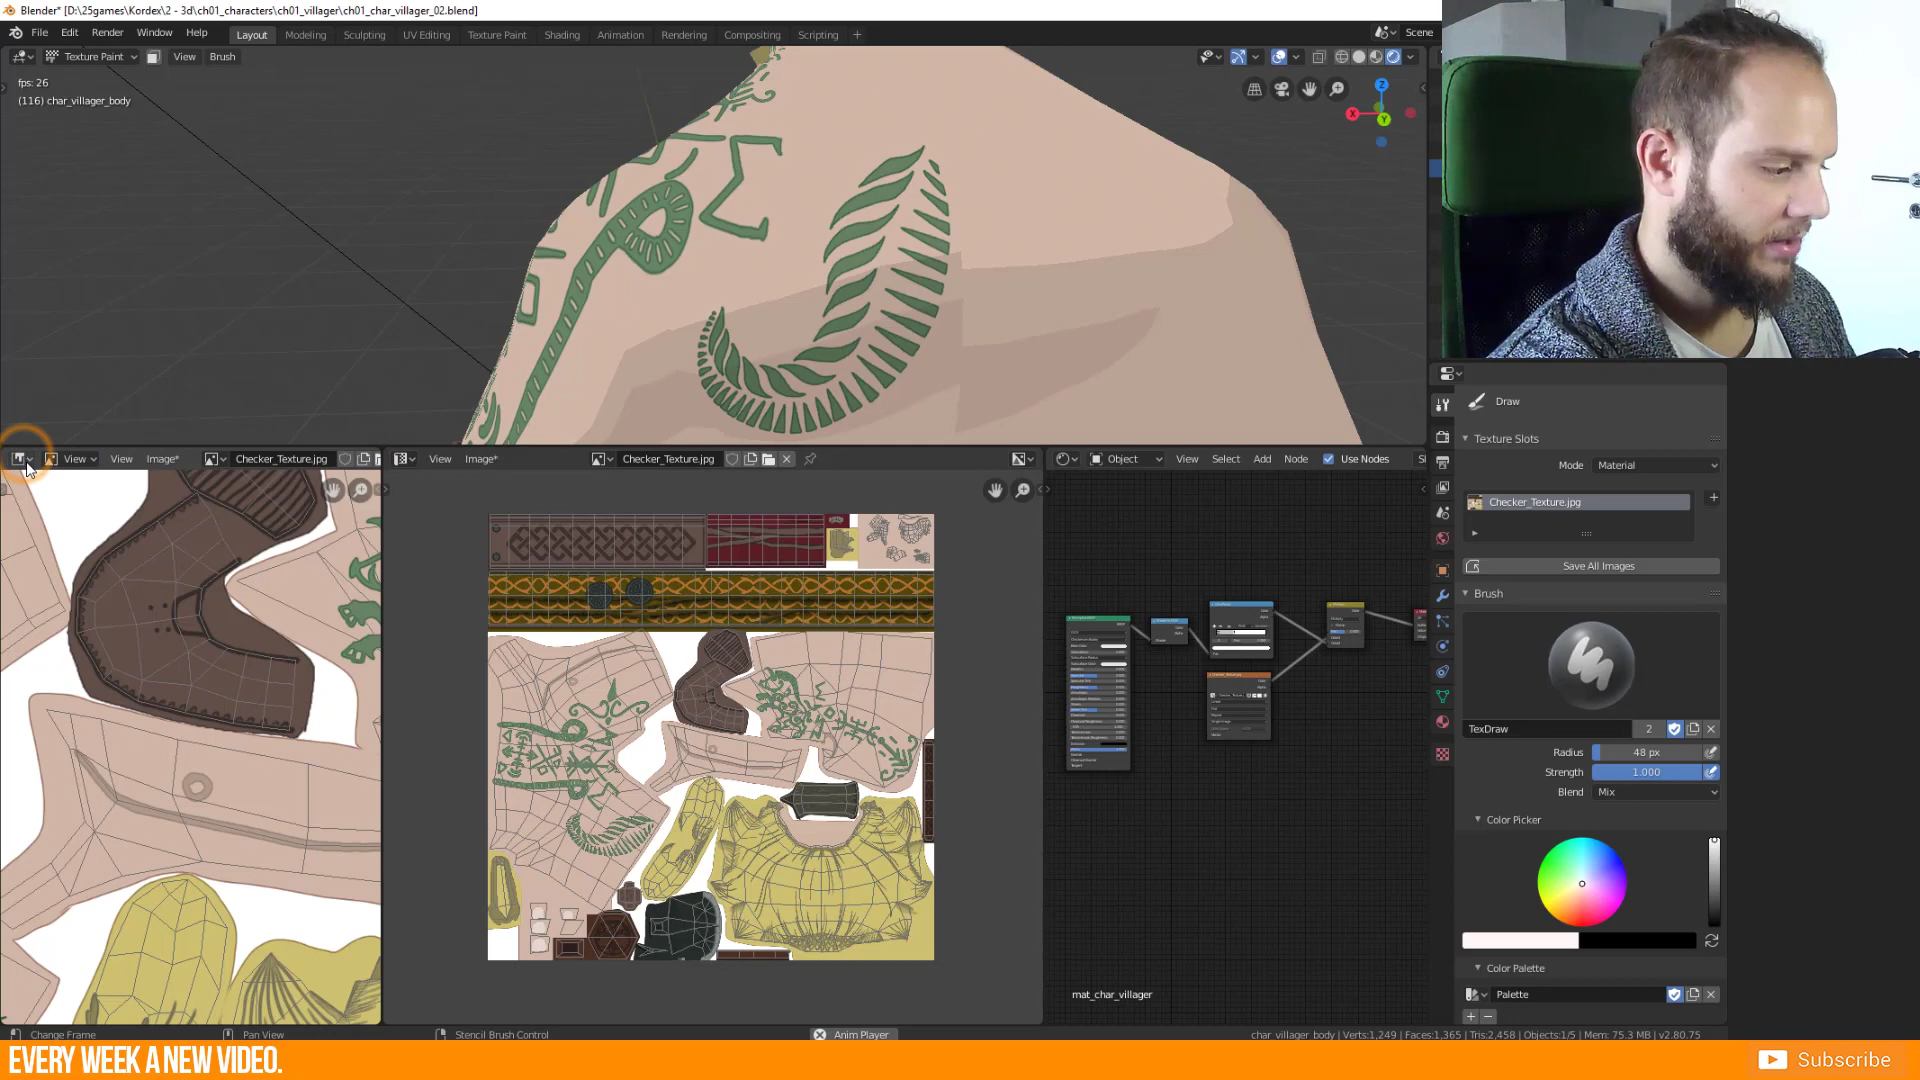 Blender* [D:\25games\Kordex\2 - 3d\ch01_characters\ch01_villager\ch01_char_villager_02.blend]
File Edit Render Window Help Layout Modeling Sculpting UV Editing Texture Paint Shading Animation Rendering Compositing Scripting + Scene
Texture Paint View Brush
fps: 26
(116) char_villager_body
Z
X
Y
View View Image* Checker_Texture.jpg
View Image* Checker_Texture.jpg
Object View Select Add Node Use Nodes
Draw
Texture Slots
Mode Material
Checker_Texture.jpg
Save All Images
Brush
TexDraw 2
Radius 48 px
Strength 1.000
Blend Mix
Color Picker
Color Palette
Palette
mat_char_villager
Change Frame Pan View Stencil Brush Control Anim Player char_villager_body | Verts:1,249 | Faces:1,365 | Tris:2,458 | Objects:1/5 | Mem: 75.3 MB | v2.80.75
EVERY WEEK A NEW VIDEO.
Subscribe